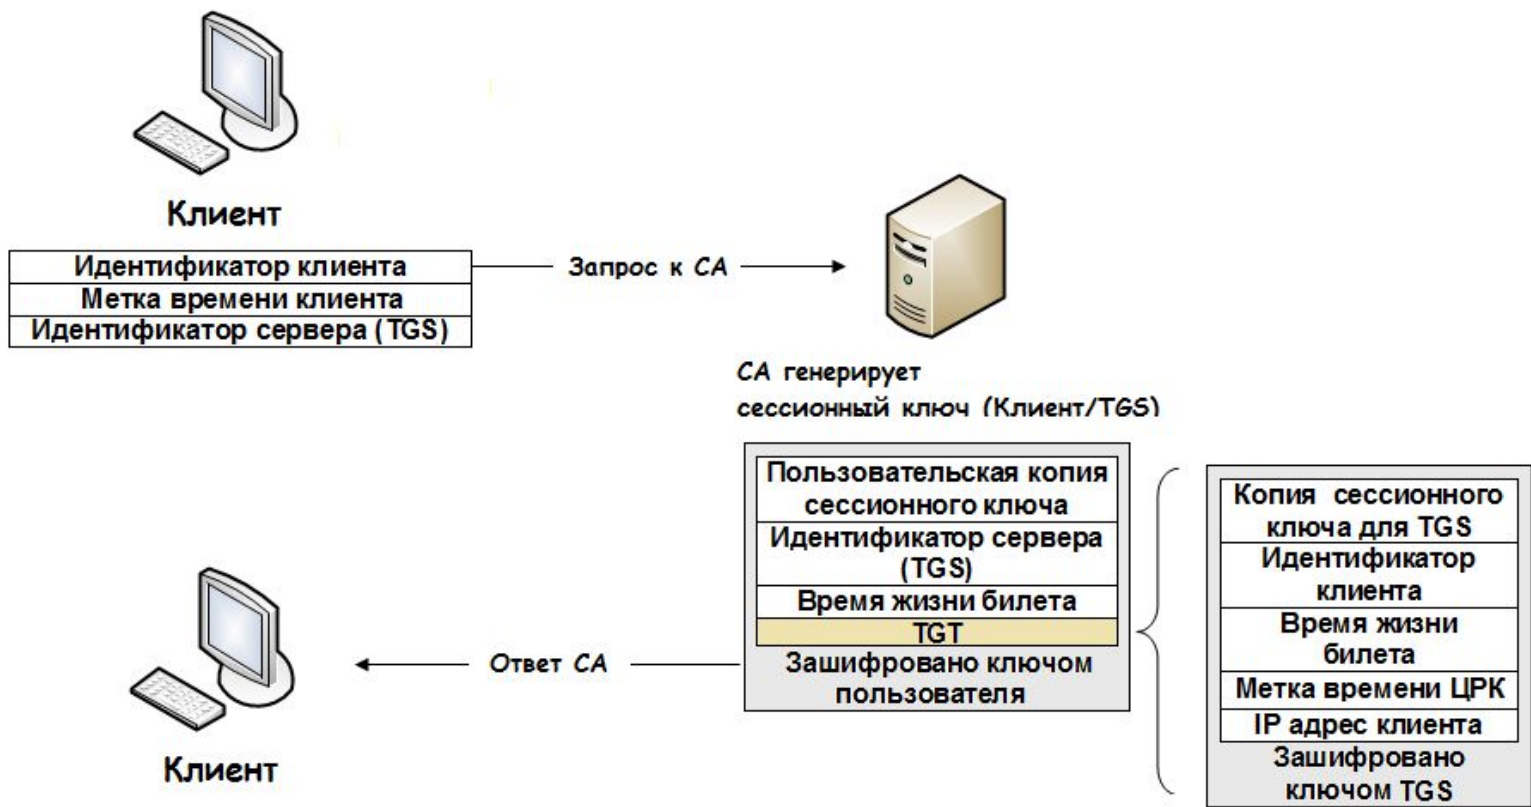 Клиент
Идентификатор клиента
Метка времени клиента
Идентификатор сервера (TGS)
Запрос к СА
СА генерирует
сессионный ключ (Клиент/TGS)
Пользовательская копия
сессионного ключа
Идентификатор сервера
(TGS)
Время жизни билета
TGT
Зашифровано ключом
пользователя
Копия сессионного
ключа для TGS
Идентификатор
клиента
Время жизни
билета
Метка времени ЦРК
IP адрес клиента
Зашифровано
ключом TGS
Ответ СА
Клиент